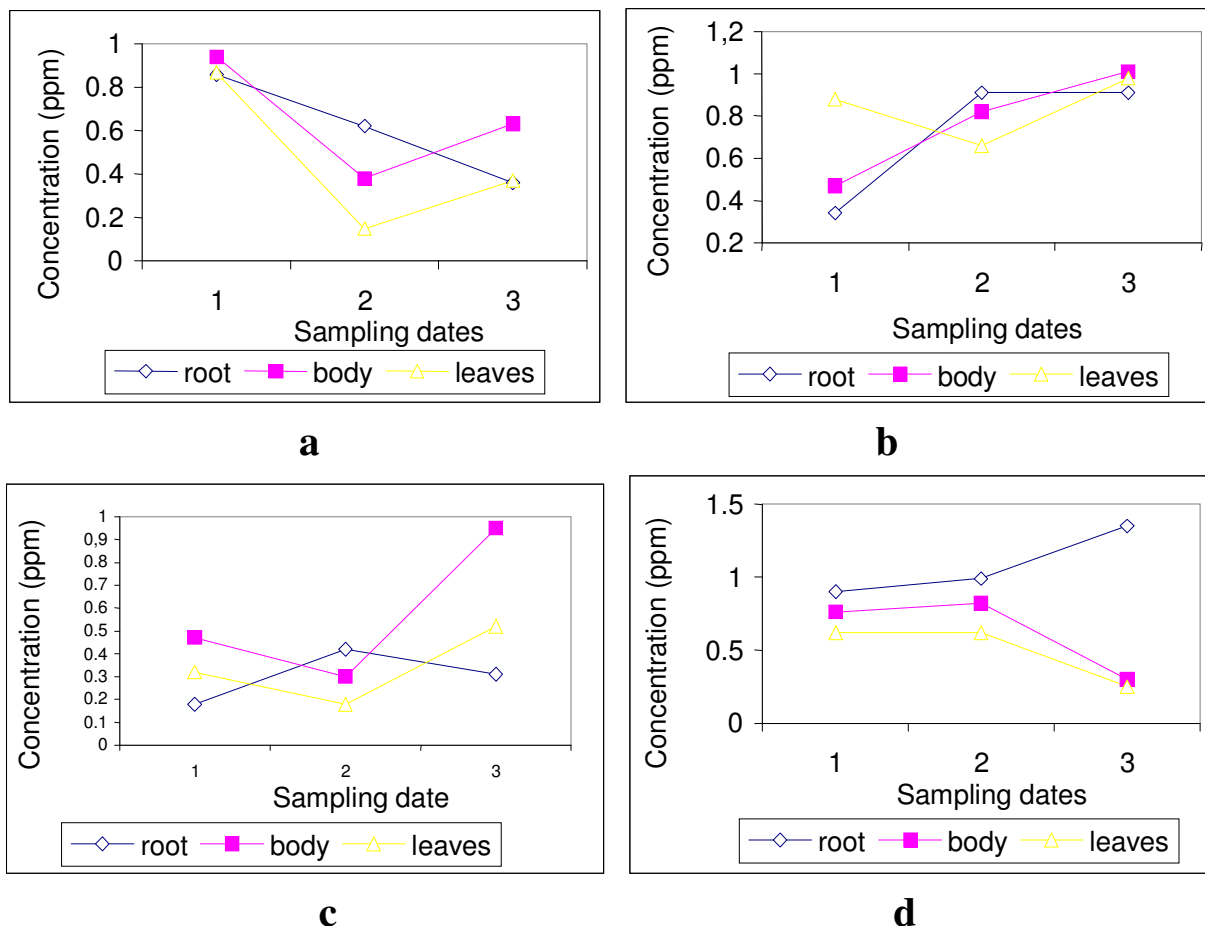 Concentration (ppm)
1
0.8
0.6
0.4
0.2
0
1 2 3
Sampling dates
root body leaves
a
Concentration (ppm)
1,2
1
0.8
0.6
0.4
0.2
1 2 3
Sampling dates
root body leaves
b
Concentration (ppm)
1
0,9
0.8
0.7
0.6
0.5
0.4
0.3
0.2
0.1
0
1 2 3
Sampling date
root body leaves
c
Concentration (ppm)
1.5
1
0.5
0
1 2 3
Sampling dates
root body leaves
d